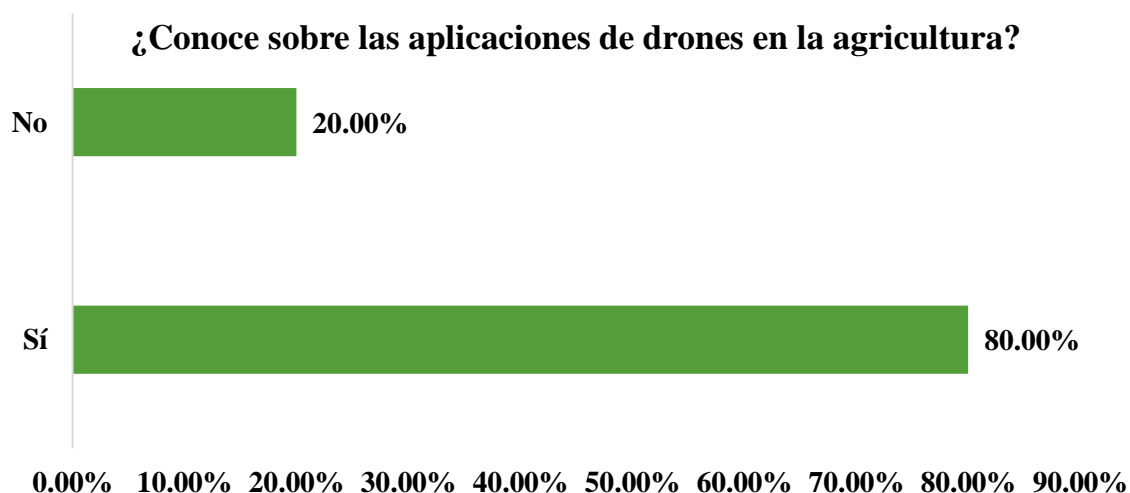 ¿Conoce sobre las aplicaciones de drones en la agricultura?
No 20.00%
Sí 80.00%
0.00% 10.00% 20.00% 30.00% 40.00% 50.00% 60.00% 70.00% 80.00% 90.00%